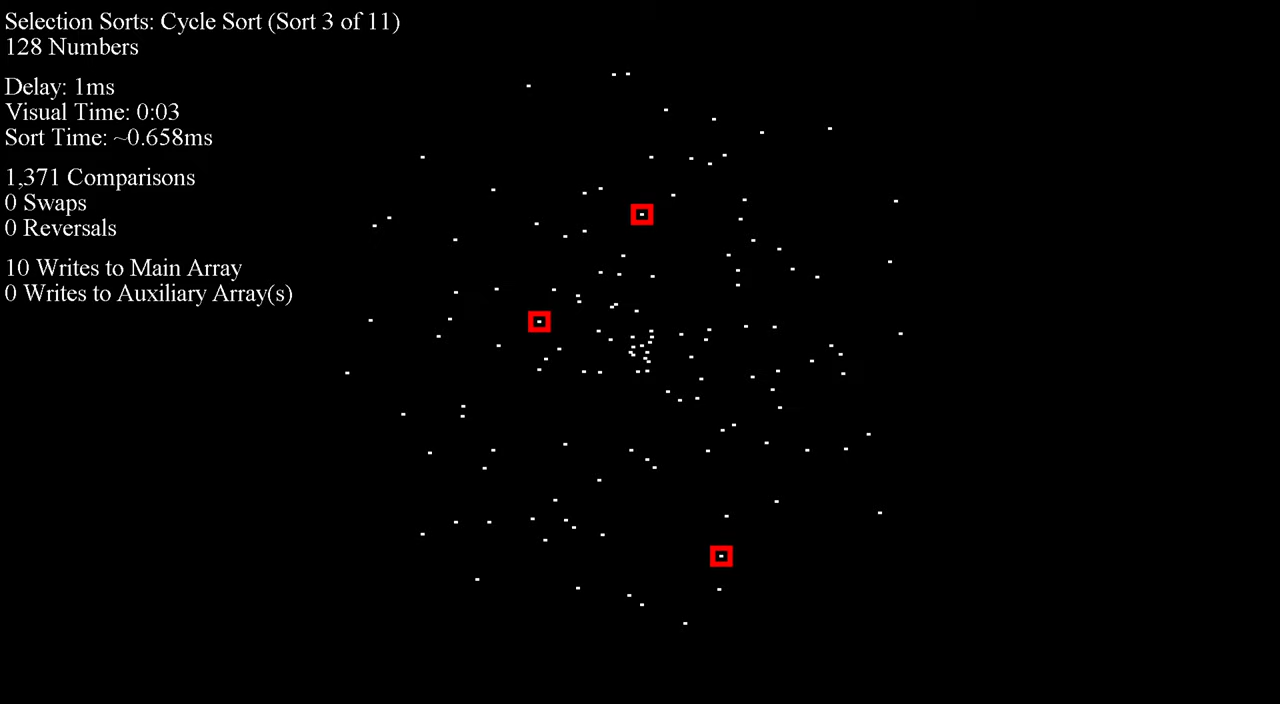 Selection Sorts: Cycle Sort (Sort 3 of 11)
128 Numbers
Delay: 1ms
Visual Time: 0:03
Sort Time: ~0.658ms
1,371 Comparisons
0 Swaps
0 Reversals
10 Writes to Main Array
0 Writes to Auxiliary Array(s)